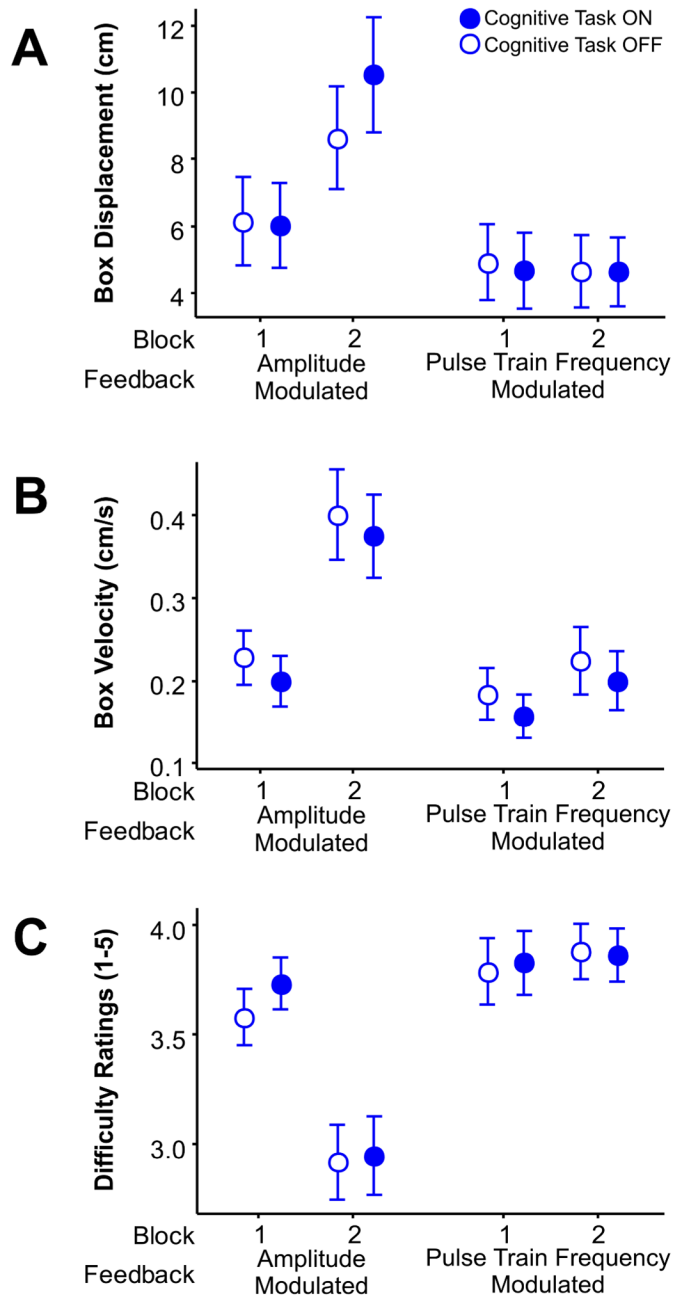 A
Cognitive Task ON
Cognitive Task OFF
Box Displacement (cm)
12
10
8
6
4
Block 1 2 1 2
Feedback Amplitude Modulated Pulse Train Frequency Modulated
B
Box Velocity (cm/s)
0.4
0.3
0.2
0.1
Block 1 2 1 2
Feedback Amplitude Modulated Pulse Train Frequency Modulated
C
Difficulty Ratings (1-5)
4.0
3.5
3.0
Block 1 2 1 2
Feedback Amplitude Modulated Pulse Train Frequency Modulated